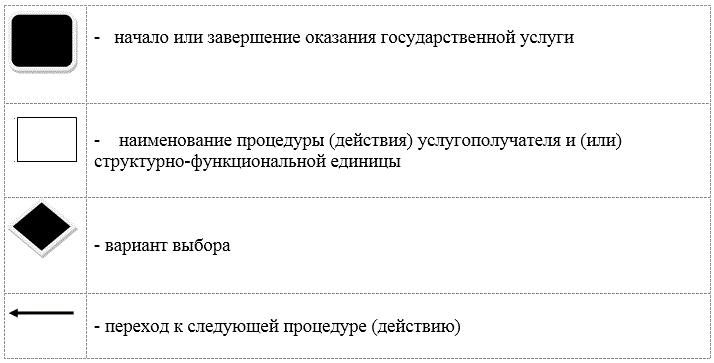 - начало или завершение оказания государственной услуги
- наименование процедуры (действия) услугополучателя и (или)
структурно-функциональной единицы
- вариант выбора
- переход к следующей процедуре (действию)